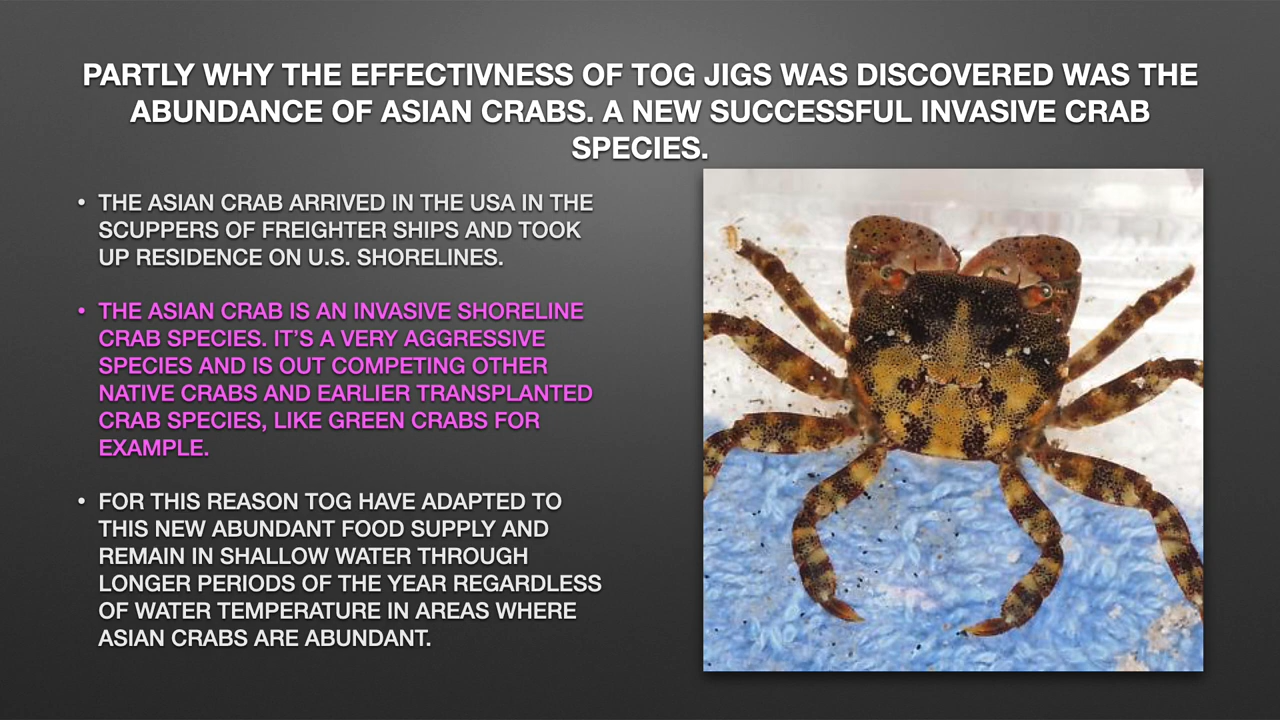 PARTLY WHY THE EFFECTIVNESS OF TOG JIGS WAS DISCOVERED WAS THE
ABUNDANCE OF ASIAN CRABS. A NEW SUCCESSFUL INVASIVE CRAB
SPECIES.
• THE ASIAN CRAB ARRIVED IN THE USA IN THE
SCUPPERS OF FREIGHTER SHIPS AND TOOK
UP RESIDENCE ON U.S. SHORELINES.
• THE ASIAN CRAB IS AN INVASIVE SHORELINE
CRAB SPECIES. IT’S A VERY AGGRESSIVE
SPECIES AND IS OUT COMPETING OTHER
NATIVE CRABS AND EARLIER TRANSPLANTED
CRAB SPECIES, LIKE GREEN CRABS FOR
EXAMPLE.
• FOR THIS REASON TOG HAVE ADAPTED TO
THIS NEW ABUNDANT FOOD SUPPLY AND
REMAIN IN SHALLOW WATER THROUGH
LONGER PERIODS OF THE YEAR REGARDLESS
OF WATER TEMPERATURE IN AREAS WHERE
ASIAN CRABS ARE ABUNDANT.